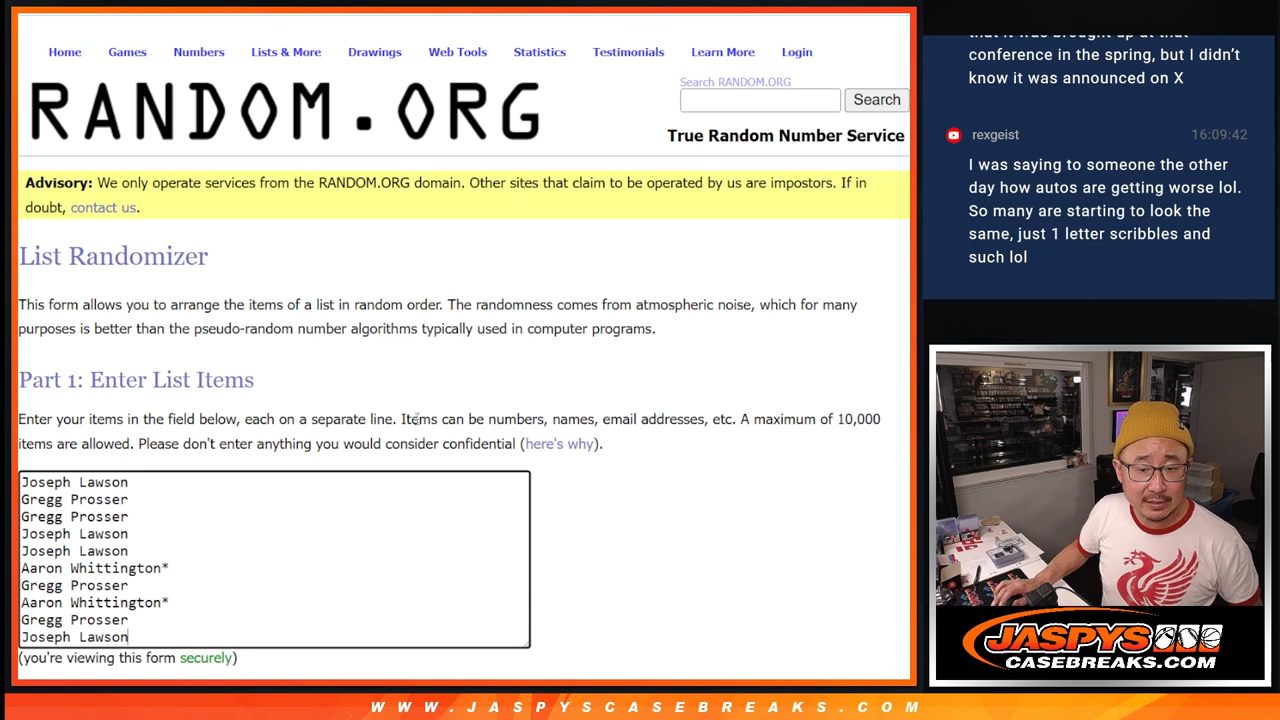 Home Games Numbers Lists & More Drawings Web Tools Statistics Testimonials Learn More Login
RANDOM.ORG
Search RANDOM.ORG
Search
True Random Number Service
Advisory: We only operate services from the RANDOM.ORG domain. Other sites that claim to be operated by us are impostors. If in
doubt, contact us.
List Randomizer
This form allows you to arrange the items of a list in random order. The randomness comes from atmospheric noise, which for many
purposes is better than the pseudo-random number algorithms typically used in computer programs.
Part 1: Enter List Items
Enter your items in the field below, each on a separate line. Items can be numbers, names, email addresses, etc. A maximum of 10,000
items are allowed. Please don't enter anything you would consider confidential (here's why).
Joseph Lawson
Gregg Prosser
Gregg Prosser
Joseph Lawson
Joseph Lawson
Aaron Whittington*
Gregg Prosser
Aaron Whittington*
Gregg Prosser
Joseph Lawson
(you're viewing this form securely)
that it was brought up at that
conference in the spring, but I didn't
know it was announced on X
rexgeist 16:09:42
I was saying to someone the other
day how autos are getting worse lol.
So many are starting to look the
same, just 1 letter scribbles and
such lol
JASPYS
CASEBREAKS.COM
WWW.JASPYSCASEBREAKS.COM